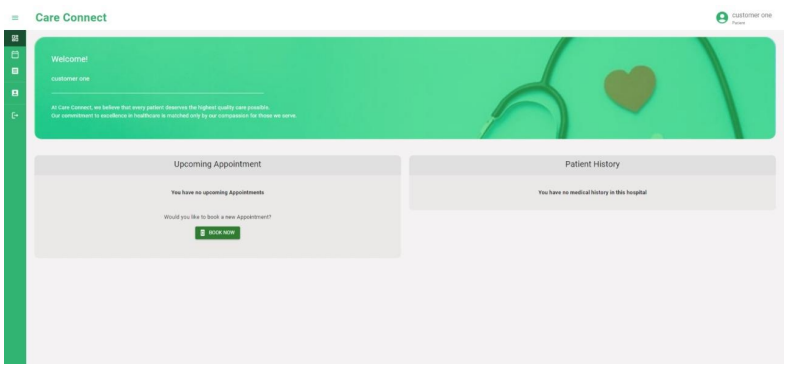 Care Connect
customer one
Patient
Welcome!
customer one
At Care Connect, we believe that every patient deserves the highest quality care possible.
Our commitment to excellence in healthcare is matched only by our compassion for those we serve.
Upcoming Appointment
You have no upcoming Appointments
Would you like to book a new Appointment?
BOOK NOW
Patient History
You have no medical history in this hospital